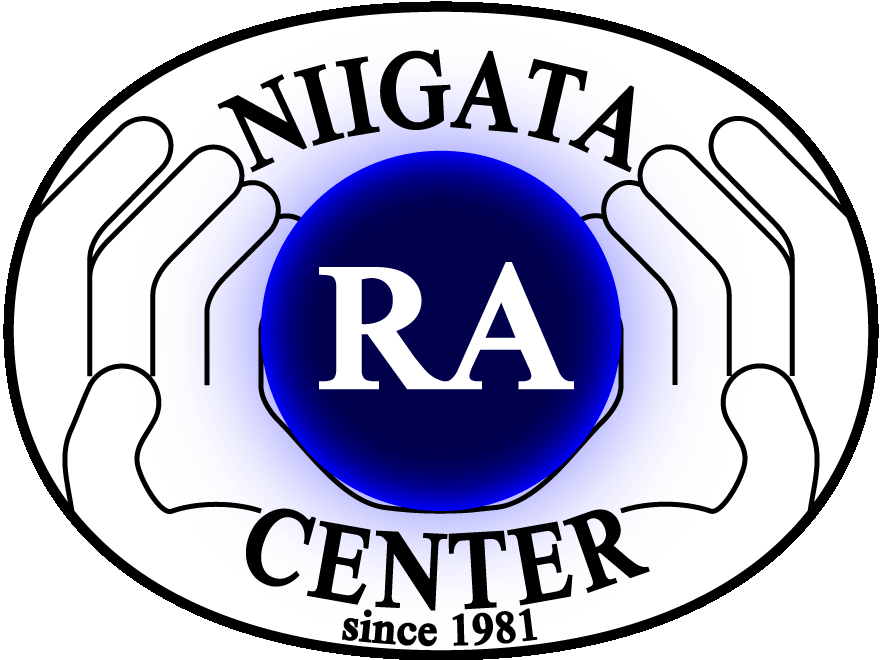 NIIGATA
RA
CENTER
since 1981